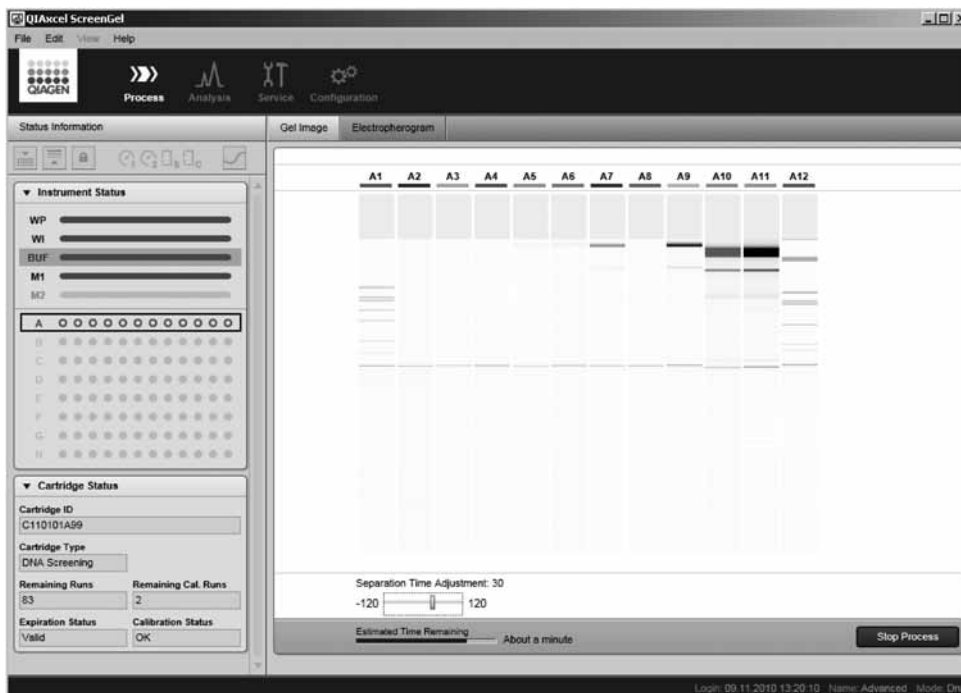 QIAxcel ScreenGel
File Edit View Help
QIAGEN
Process Analysis Service Configuration
Status Information
Gel Image Electropherogram
Instrument Status
WP
WI
BUF
M1
M2
A
B
C
D
E
F
G
H
A1 A2 A3 A4 A5 A6 A7 A8 A9 A10 A11 A12
Cartridge Status
Cartridge ID
C110101A99
Cartridge Type
DNA Screening
Remaining Runs Remaining Cal. Runs
83 2
Expiration Status Calibration Status
Valid OK
Separation Time Adjustment: 30
-120 120
Estimated Time Remaining
About a minute
Stop Process
Login: 09.11.2010 13:20:10 Name: Advanced Mode: